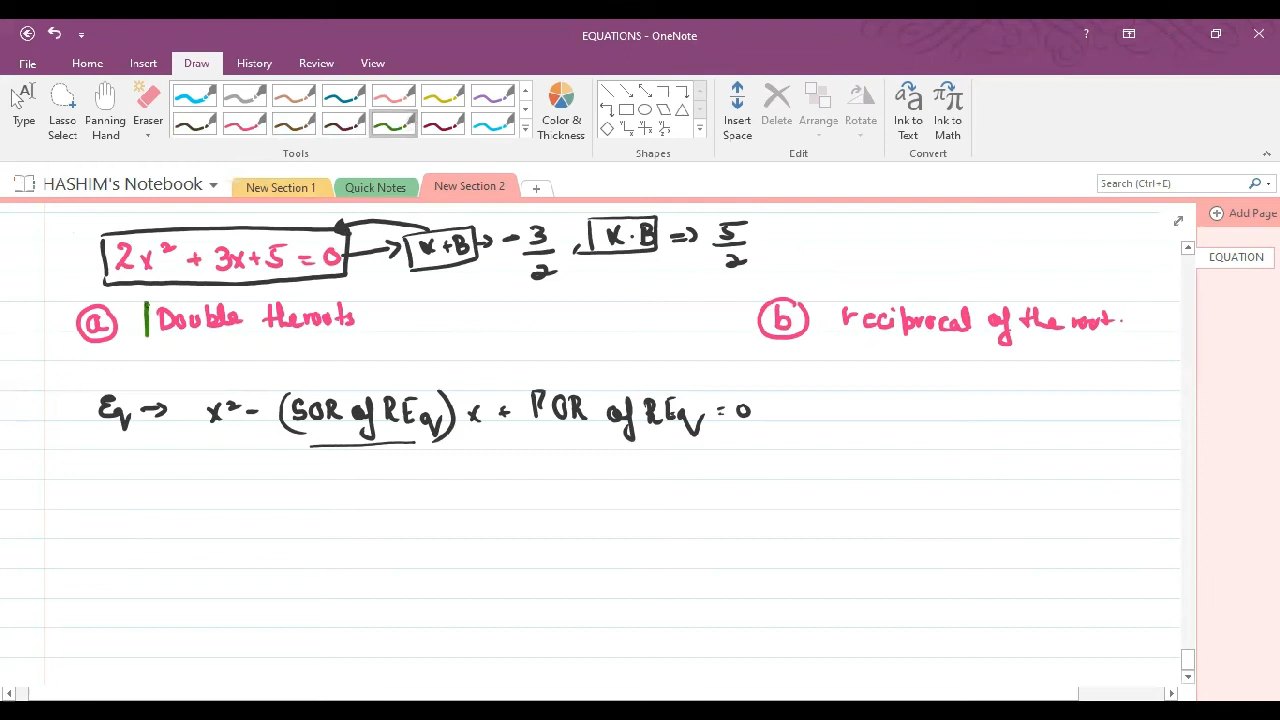 EQUATIONS - OneNote
?
File Home Insert Draw History Review View
Type
Lasso Select
Panning Hand
Eraser
Color & Thickness
Insert Space
Delete
Arrange
Rotate
Ink to Text
Ink to Math
Tools
Shapes
Edit
Convert
HASHIM's Notebook
New Section 1
Quick Notes
New Section 2
Search (Ctrl+E)
Add Page
EQUATION
2x² + 3x + 5 = 0 → α + B → - 3/2 , α · B ⇒ 5/2
(a) Double the roots
(b) reciprocal of the root.
Eq → x² - (SOR of REq) x + POR of REq = 0